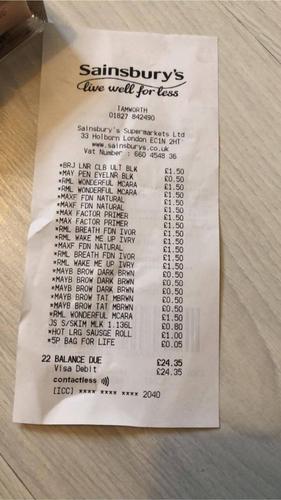 Sainsbury's
live well for less
TAMWORTH
01827 842490
Sainsbury's Supermarkets Ltd
33 Holborn London EC1N 2HT
www.sainsburys.co.uk
Vat Number : 660 4548 36
*BRJ LNR CLB ULT BLK £1.50
*MAY PEN EYELNR BLK £0.50
*RML WONDERFUL MCARA £1.50
*RML WONDERFUL MCARA £1.50
*MAXF FDN NATURAL £1.50
*MAXF FDN NATURAL £1.50
*MAX FACTOR PRIMER £1.50
*MAX FACTOR PRIMER £1.50
*RML BREATH FDN IVOR £1.50
*RML WAKE ME UP IVRY £1.50
*MAXF FDN NATURAL £1.50
*RML BREATH FDN IVOR £1.50
*RML WAKE ME UP IVRY £1.50
*MAYB BROW DARK BRWN £0.50
*MAYB BROW DARK BRWN £0.50
*MAYB BROW DARK BRWN £0.50
*MAYB BROW TAT MBRWN £0.50
*MAYB BROW TAT MBRWN £0.50
*RML WONDERFUL MCARA £1.50
JS S/SKIM MLK 1.136L £0.80
*HOT LRG SAUSGE ROLL £1.00
*5P BAG FOR LIFE £0.05
22 BALANCE DUE £24.35
Visa Debit £24.35
contactless
[ICC] **** **** **** 2040